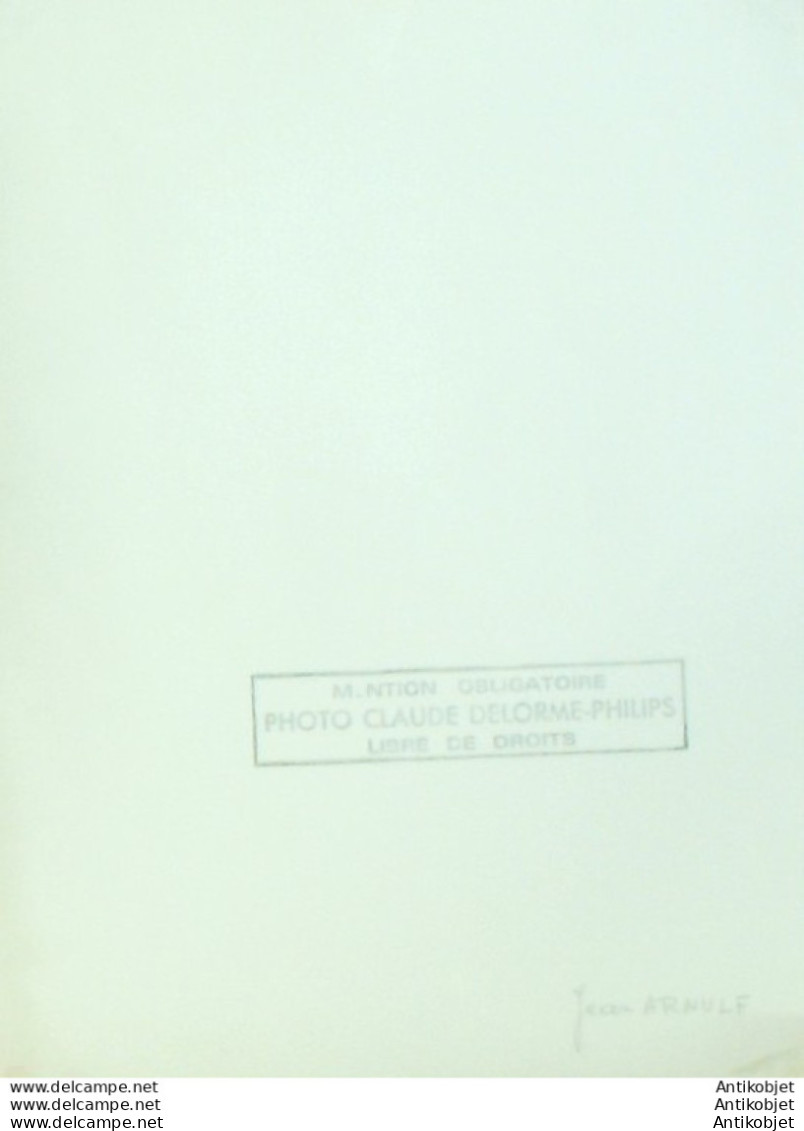 M.NTION OBLIGATOIRE
PHOTO CLAUDE DELORME-PHILIPS
LIBRE DE DROITS
Jean ARNULF
www.delcampe.net Antikobjet
www.delcampe.net Antikobjet
www.delcampe.net Antikobjet